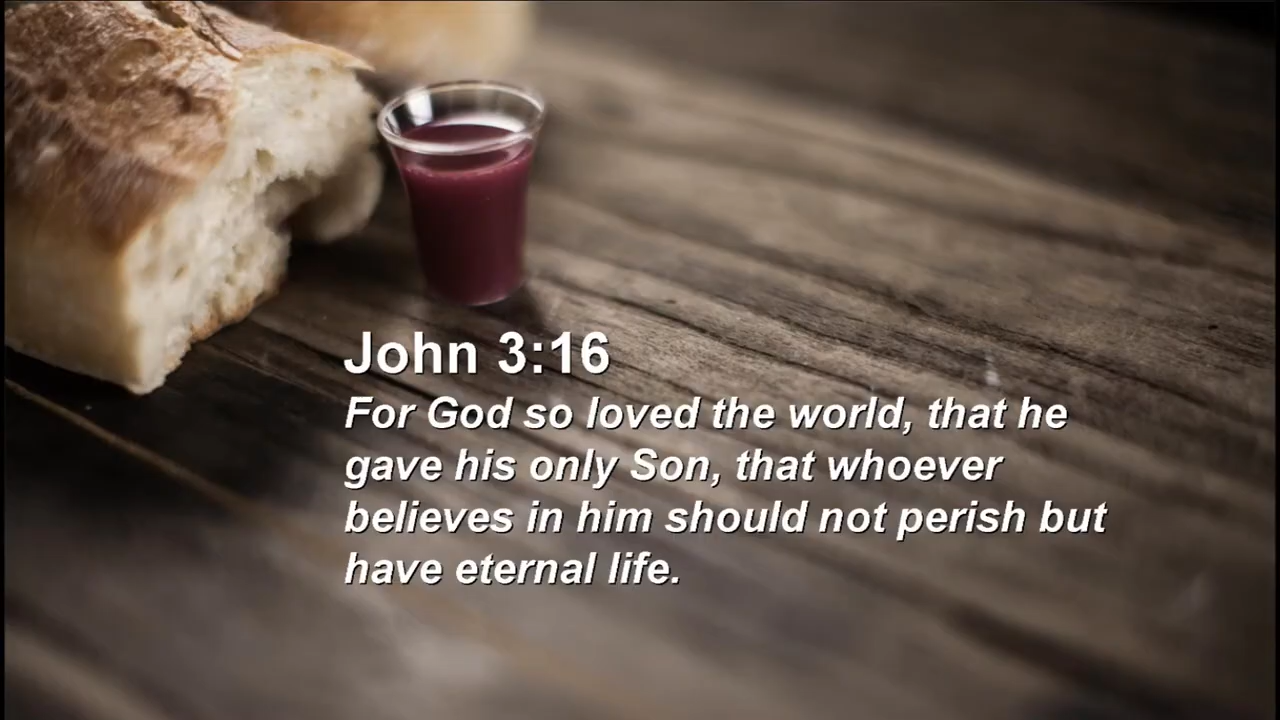 John 3:16
For God so loved the world, that he
gave his only Son, that whoever
believes in him should not perish but
have eternal life.